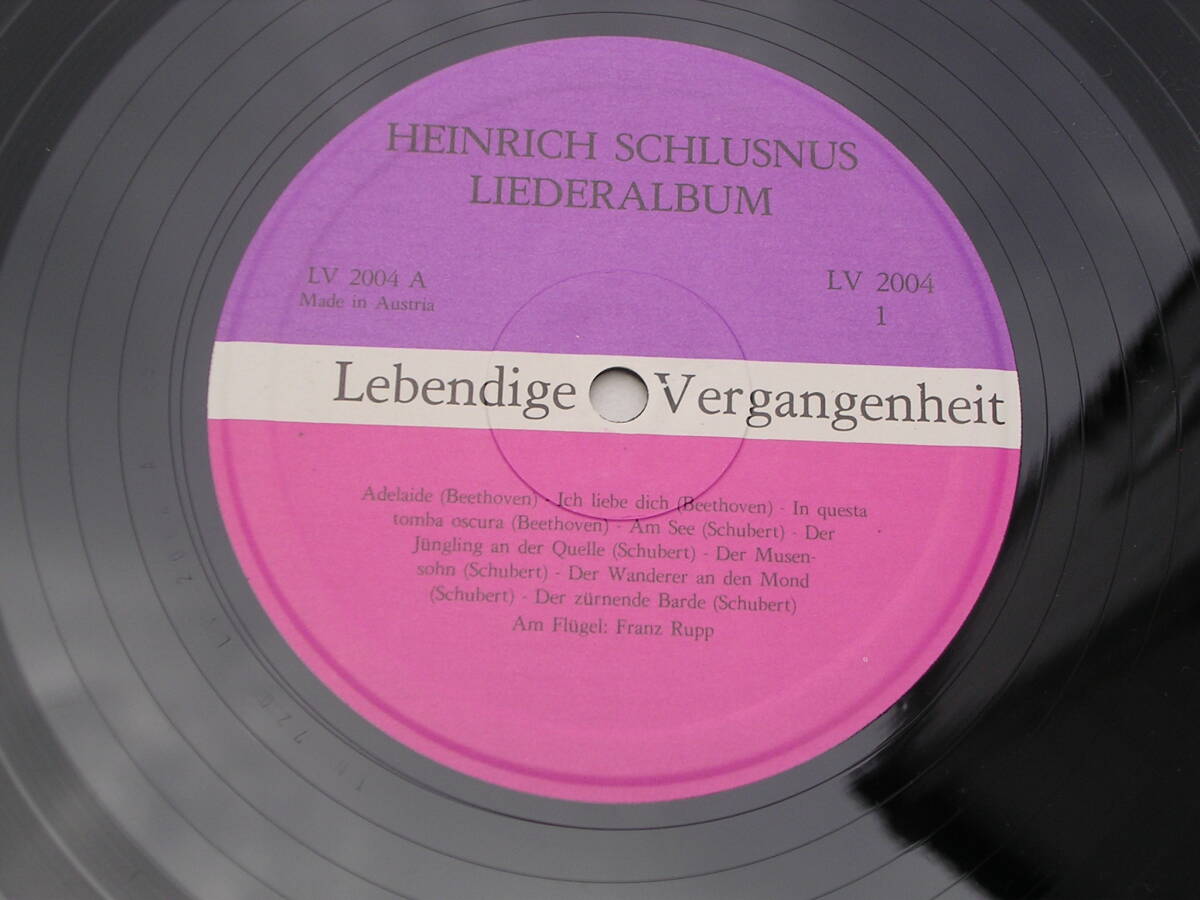 HEINRICH SCHLUSNUS
LIEDERALBUM
LV 2004 A
Made in Austria
LV 2004
1
Lebendige Vergangenheit
Adelaide (Beethoven) - Ich liebe dich (Beethoven) - In questa
tomba oscura (Beethoven) - Am See (Schubert) - Der
Jüngling an der Quelle (Schubert) - Der Musen-
sohn (Schubert) - Der Wanderer an den Mond
(Schubert) - Der zürnende Barde (Schubert)
Am Flügel: Franz Rupp